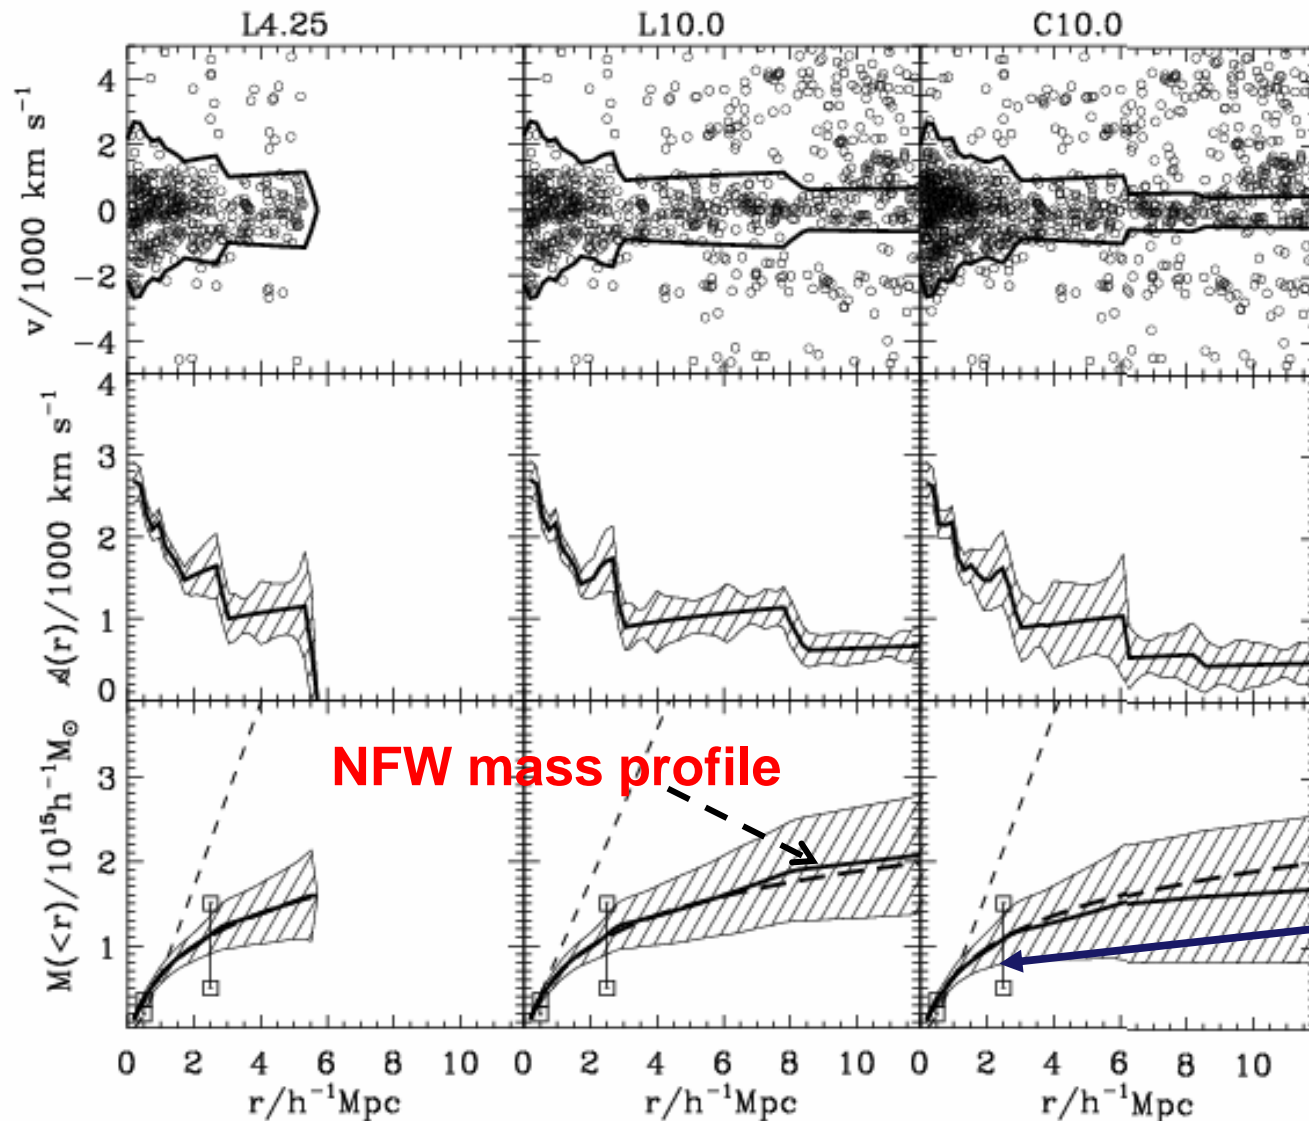 L4.25 L10.0 C10.0
v/1000 km s⁻¹
4
2
0
−2
−4
𝒜(r)/1000 km s⁻¹
4
3
2
1
0
M(<r)/10¹⁵h⁻¹M⊙
3
2
1
NFW mass profile
0 2 4 6 8 10 0 2 4 6 8 10 0 2 4 6 8 10
r/h⁻¹Mpc r/h⁻¹Mpc r/h⁻¹Mpc